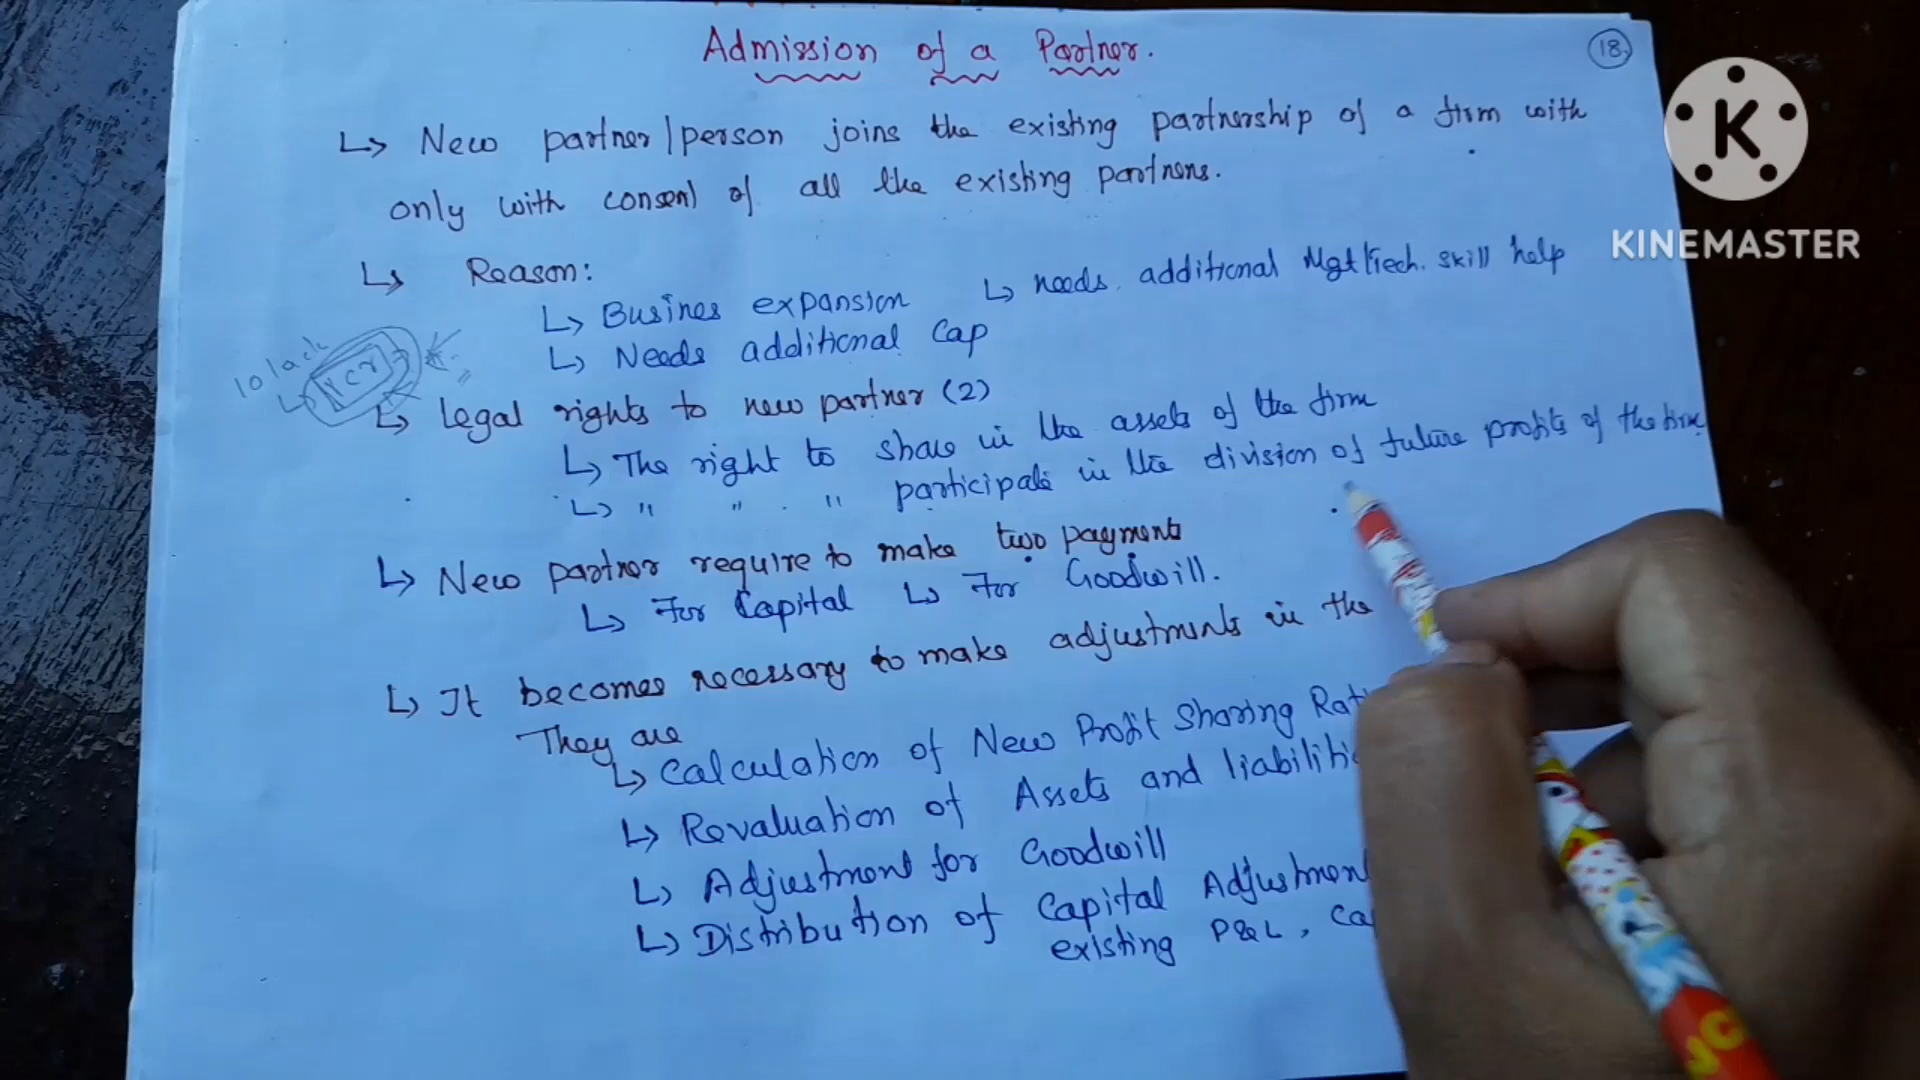 Admission of a Partner.
18
↳ New partner/person joins the existing partnership of a firm with
only with consent of all the existing partners.
↳ Reason:
↳ Busines expansion ↳ needs additional Mgt/Tech. skill help
↳ Needs additional Cap
10 lack
1cr
↳ Legal rights to new partner (2)
↳ The right to share in the assets of the firm
↳ " " " participate in the division of future profits of the firm
↳ New partner require to make two payments
↳ For Capital ↳ For Goodwill.
↳ It becomes necessary to make adjustments in the
They are
↳ Calculation of New Profit Sharing
↳ Revaluation of Assets and
↳ Adjustment for Goodwill
↳ Distribution of Capital
existing P&L,
K
KINEMASTER